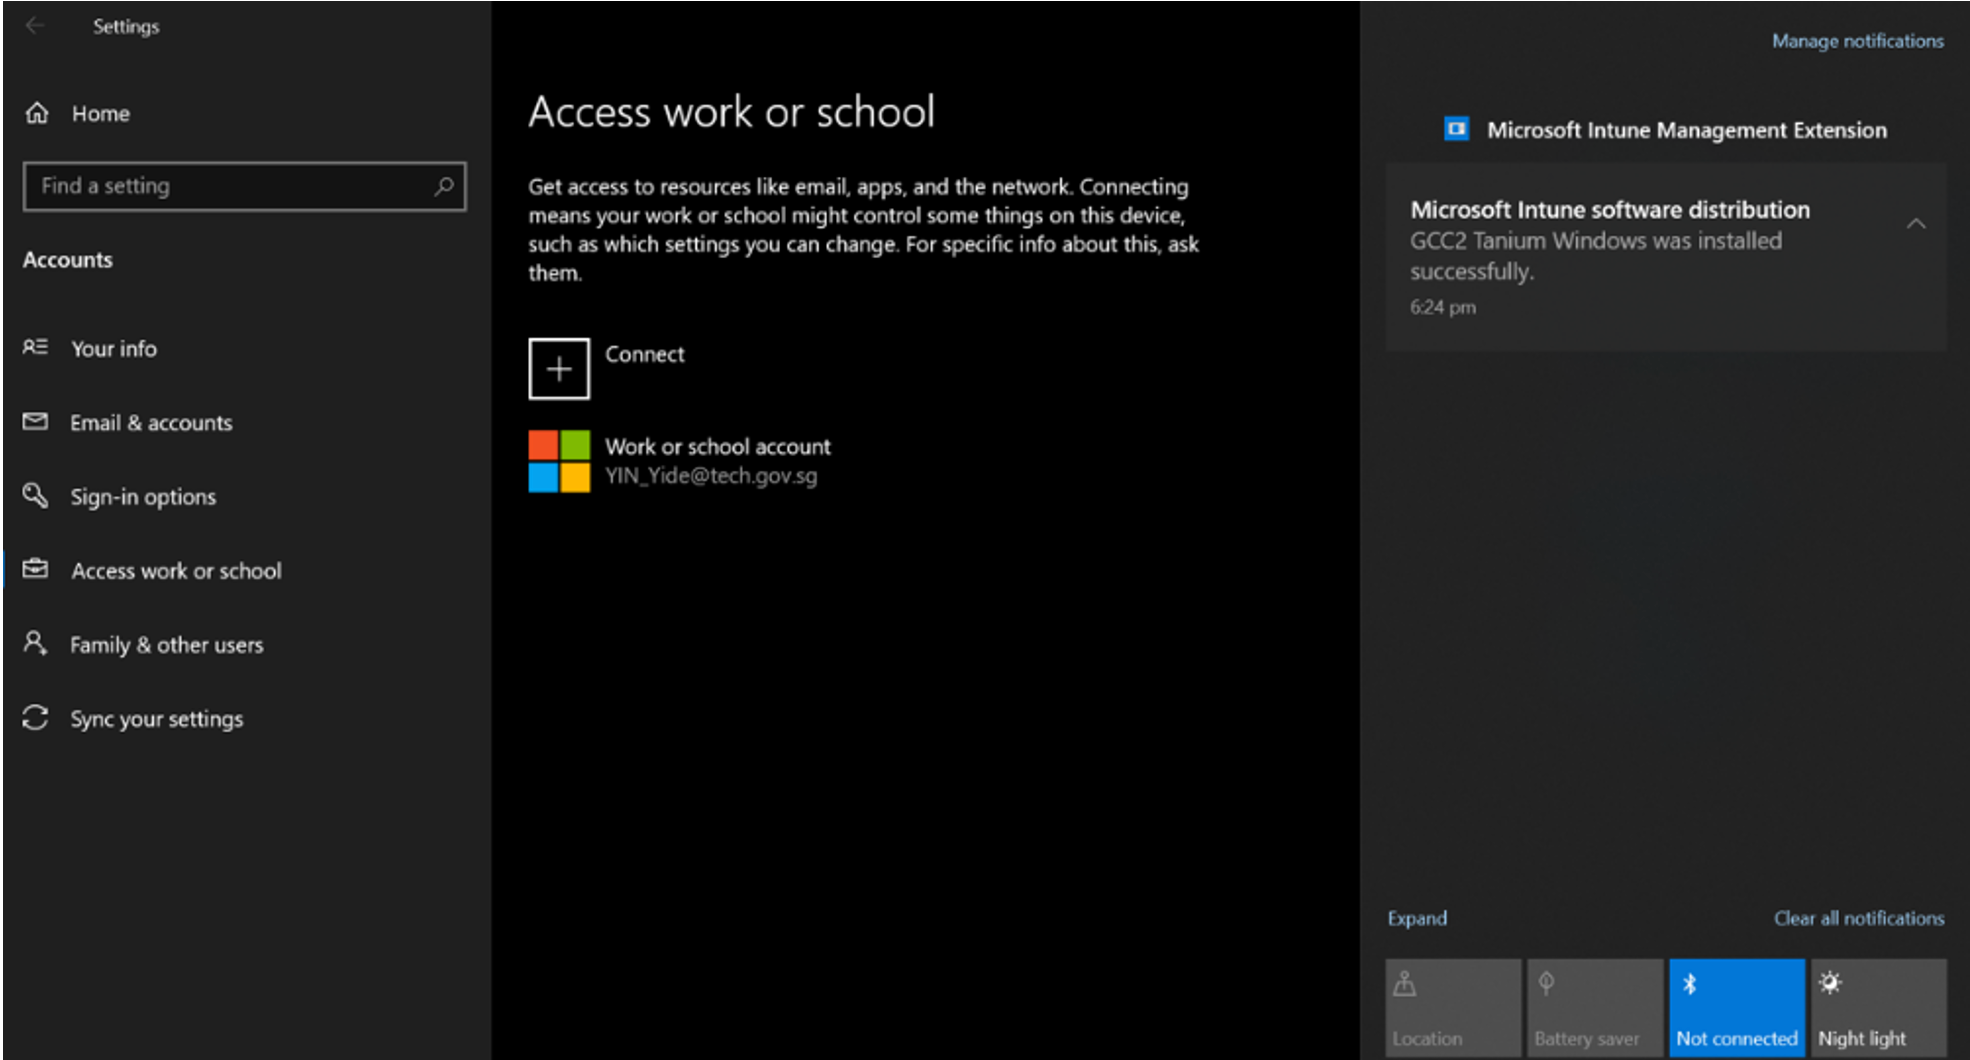 Settings
Home
Find a setting
Accounts
Your info
Email & accounts
Sign-in options
Access work or school
Family & other users
Sync your settings
Access work or school
Get access to resources like email, apps, and the network. Connecting
means your work or school might control some things on this device,
such as which settings you can change. For specific info about this, ask
them.
Connect
Work or school account
YIN_Yide@tech.gov.sg
Manage notifications
Microsoft Intune Management Extension
Microsoft Intune software distribution
GCC2 Tanium Windows was installed
successfully.
6:24 pm
Expand
Clear all notifications
Location
Battery saver
Not connected
Night light